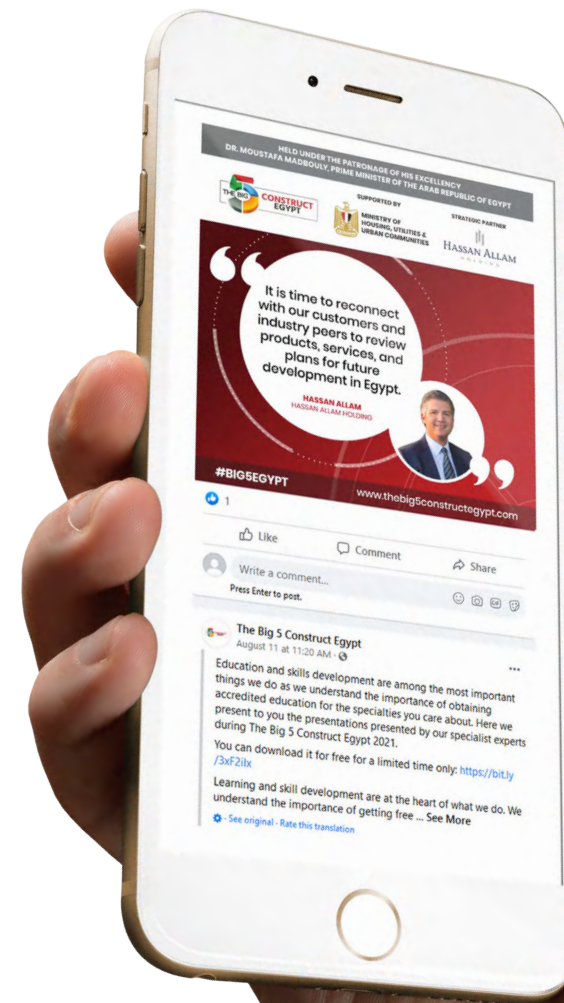 HELD UNDER THE PATRONAGE OF HIS EXCELLENCY
DR. MOUSTAFA MADBOULY, PRIME MINISTER OF THE ARAB REPUBLIC OF EGYPT
THE BIG 5
CONSTRUCT
EGYPT
SUPPORTED BY
MINISTRY OF
HOUSING, UTILITIES &
URBAN COMMUNITIES
STRATEGIC PARTNER
HASSAN ALLAM
HOLDING
It is time to reconnect
with our customers and
industry peers to review
products, services, and
plans for future
development in Egypt.
HASSAN ALLAM
HASSAN ALLAM HOLDING
#BIG5EGYPT
www.thebig5constructegypt.com
1
Like
Comment
Share
Write a comment...
GIF
Press Enter to post.
The Big 5 Construct Egypt
August 11 at 11:20 AM ·
Education and skills development are among the most important
things we do as we understand the importance of obtaining
accredited education for the specialties you care about. Here we
present to you the presentations presented by our specialist experts
during The Big 5 Construct Egypt 2021.
You can download it for free for a limited time only: https://bit.ly
/3xF2iIx
Learning and skill development are at the heart of what we do. We
understand the importance of getting free ... See More
· See original · Rate this translation